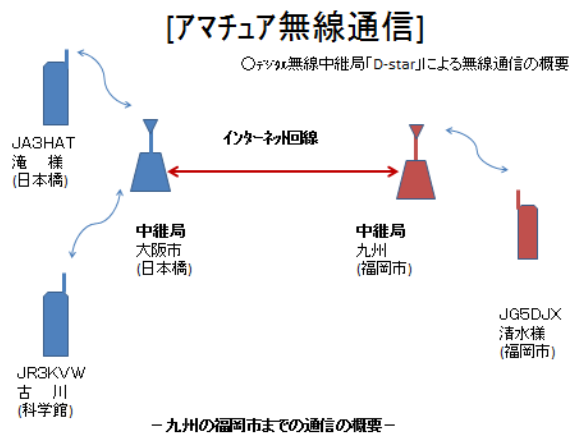 [アマチュア無線通信]
○デジタル無線中継局「D-star」による無線通信の概要
JA3HAT
滝　様
(日本橋)
インターネット回線
中継局
大阪市
(日本橋)
中継局
九州
(福岡市)
JG5DJX
清水様
(福岡市)
JR3KVW
古　川
(科学館)
－九州の福岡市までの通信の概要－